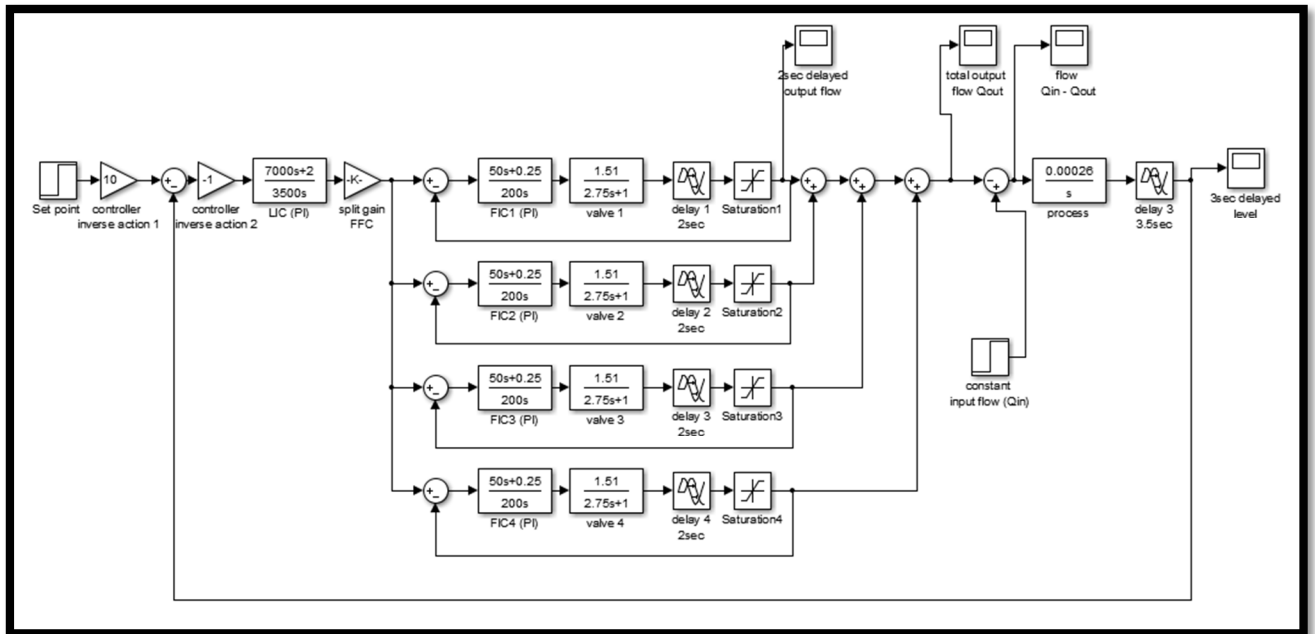 2sec delayed
output flow
total output
flow Qout
flow
Qin - Qout
Set point
10
controller
inverse action 1
+
-
-1
controller
inverse action 2
7000s+2
3500s
LIC (PI)
-K-
split gain
FFC
+
-
50s+0.25
200s
FIC1 (PI)
1.51
2.75s+1
valve 1
delay 1
2sec
Saturation1
+
+
+
+
+
+
-
+
0.00026
s
process
delay 3
3.5sec
3sec delayed
level
+
-
50s+0.25
200s
FIC2 (PI)
1.51
2.75s+1
valve 2
delay 2
2sec
Saturation2
constant
input flow (Qin)
+
-
50s+0.25
200s
FIC3 (PI)
1.51
2.75s+1
valve 3
delay 3
2sec
Saturation3
+
-
50s+0.25
200s
FIC4 (PI)
1.51
2.75s+1
valve 4
delay 4
2sec
Saturation4